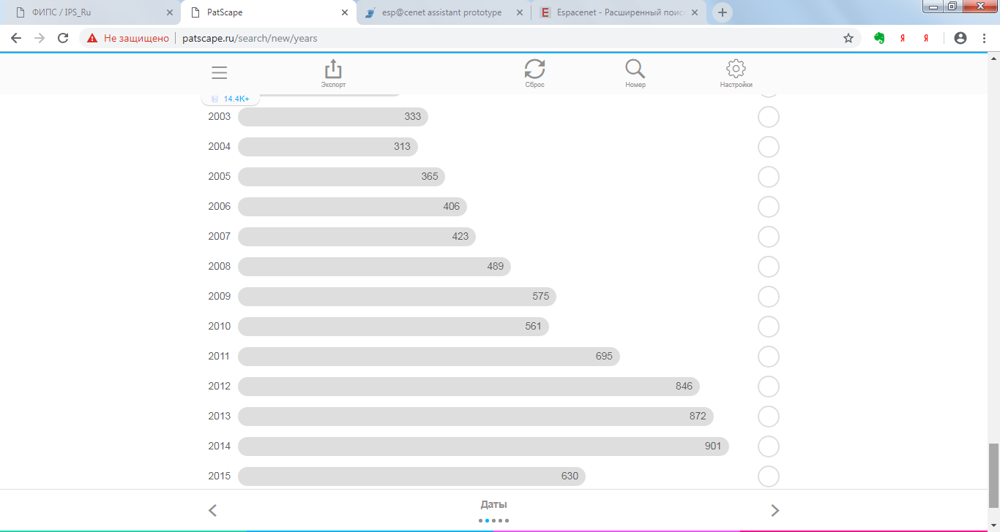 ФИПС / IPS_Ru
PatScape
esp@cenet assistant prototype
Espacenet - Расширенный поис
Не защищено
patscape.ru/search/new/years
Экспорт
Сброс
Номер
Настройки
14.4K+
2003 333
2004 313
2005 365
2006 406
2007 423
2008 489
2009 575
2010 561
2011 695
2012 846
2013 872
2014 901
2015 630
Даты